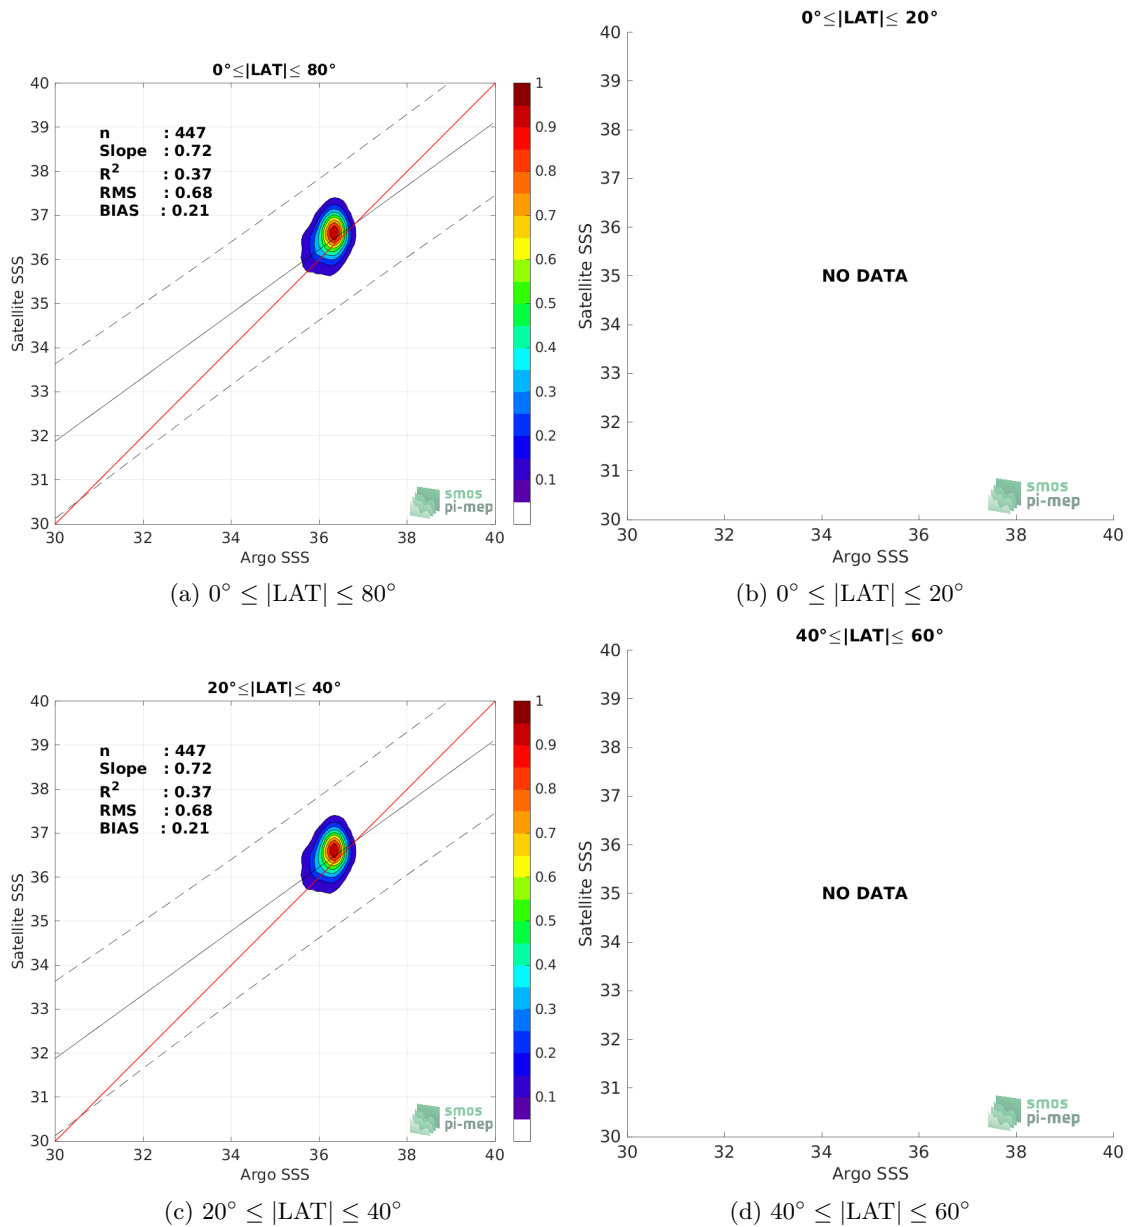 0°≤|LAT|≤ 80°
40
39
38
37
36
35
34
33
32
31
30
Satellite SSS
n : 447
Slope : 0.72
R² : 0.37
RMS : 0.68
BIAS : 0.21
smos
pi-mep
30 32 34 36 38 40
Argo SSS
1
0.9
0.8
0.7
0.6
0.5
0.4
0.3
0.2
0.1
(a) 0° ≤ |LAT| ≤ 80°
0°≤|LAT|≤ 20°
40
39
38
37
36
35
34
33
32
31
30
Satellite SSS
NO DATA
smos
pi-mep
30 32 34 36 38 40
Argo SSS
(b) 0° ≤ |LAT| ≤ 20°
20°≤|LAT|≤ 40°
40
39
38
37
36
35
34
33
32
31
30
Satellite SSS
n : 447
Slope : 0.72
R² : 0.37
RMS : 0.68
BIAS : 0.21
smos
pi-mep
30 32 34 36 38 40
Argo SSS
1
0.9
0.8
0.7
0.6
0.5
0.4
0.3
0.2
0.1
(c) 20° ≤ |LAT| ≤ 40°
40°≤|LAT|≤ 60°
40
39
38
37
36
35
34
33
32
31
30
Satellite SSS
NO DATA
smos
pi-mep
30 32 34 36 38 40
Argo SSS
(d) 40° ≤ |LAT| ≤ 60°